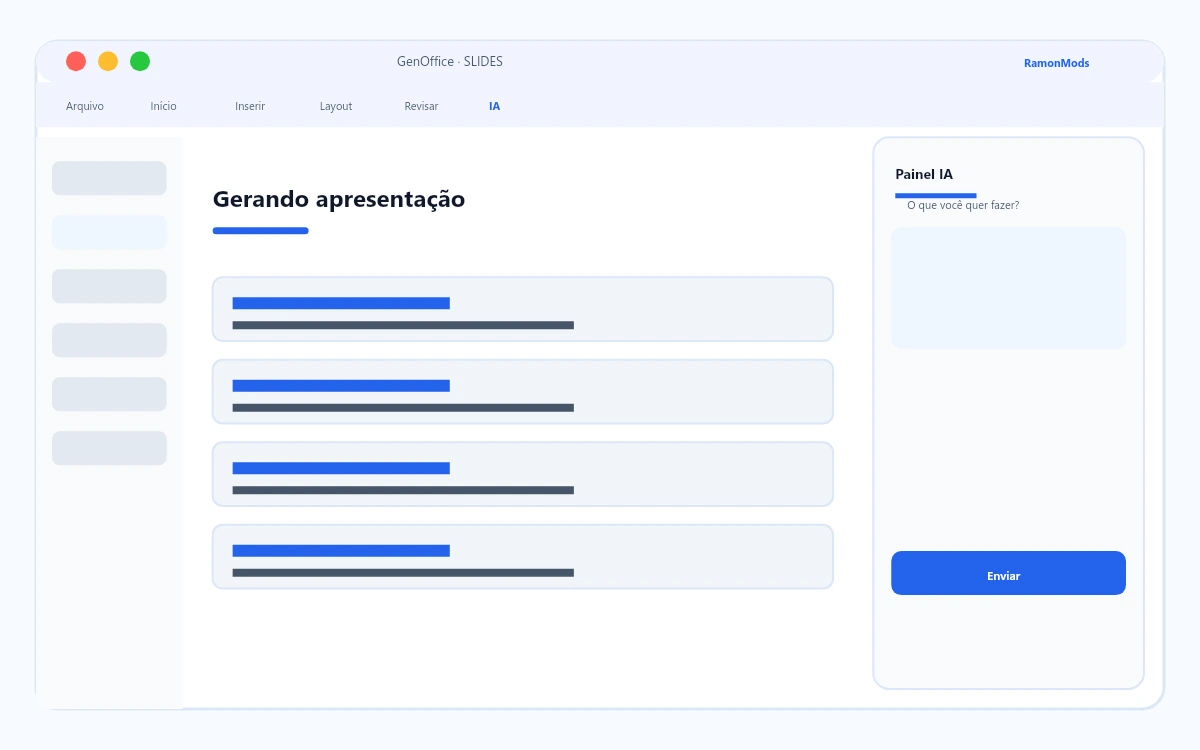 GenOffice · SLIDES
RamonMods
Arquivo Início Inserir Layout Revisar IA
Gerando apresentação
Painel IA
O que você quer fazer?
Enviar